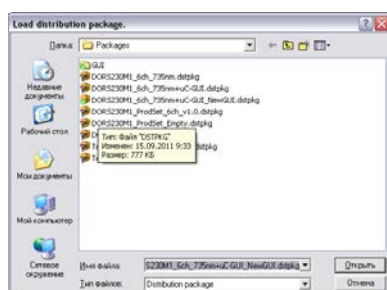 Load distribution package.
Папка:
Packages
GUI
DORS230M1_6ch_735nm.dstpkg
DORS230M1_6ch_735nm+uC-GUI.dstpkg
DORS230M1_6ch_735nm+uC-GUI_NewGUI.dstpkg
DORS230M1_ProdSet_6ch_v1.0.dstpkg
DORS230M1_ProdSet_Empty.dstpkg
Тип: Файл "DSTPKG"
Изменен: 15.09.2011 9:33
Размер: 777 КБ
Недавние документы
Рабочий стол
Мои документы
Мой компьютер
Сетевое окружение
Имя файла:
S230M1_6ch_735nm+uC-GUI_NewGUI.dstpkg
Открыть
Тип файлов:
Distribution package
Отмена